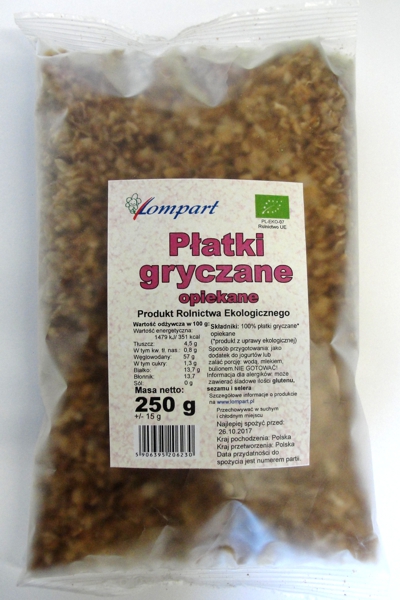 Lompart
PL-EKO-07
Rolnictwo UE
Płatki
gryczane
opiekane
Produkt Rolnictwa Ekologicznego
Wartość odżywcza w 100 g:
Wartość energetyczna:
1479 kJ/ 351 kcal
Tłuszcz: 4,5 g
W tym kw. tł. nas.: 0,8 g
Węglowodany: 57 g
W tym cukry: 1,3 g
Białko 13,7 g
Błonnik: 13,7 g
Sól: 0 g
Masa netto:
250 g
+/- 15 g
5 906395 206230
Składniki: 100% płatki gryczane*
opiekane
(*produkt z uprawy ekologicznej)
Sposób przygotowania: jako
dodatek do jogurtów lub
zalać porcję: wodą, mlekiem,
bulionem NIE GOTOWAĆ!
Informacja dla alergików: może
zawierać śladowe ilości glutenu,
sezamu i selera.
Szczegółowe informacje o produkcie
na www.lompart.pl
Przechowywać w suchym
i chłodnym miejscu
Najlepiej spożyć przed:
26.10.2017
Kraj pochodzenia: Polska
Kraj przetworzenia: Polska
Data przydatności do
spożycia jest numerem partii.